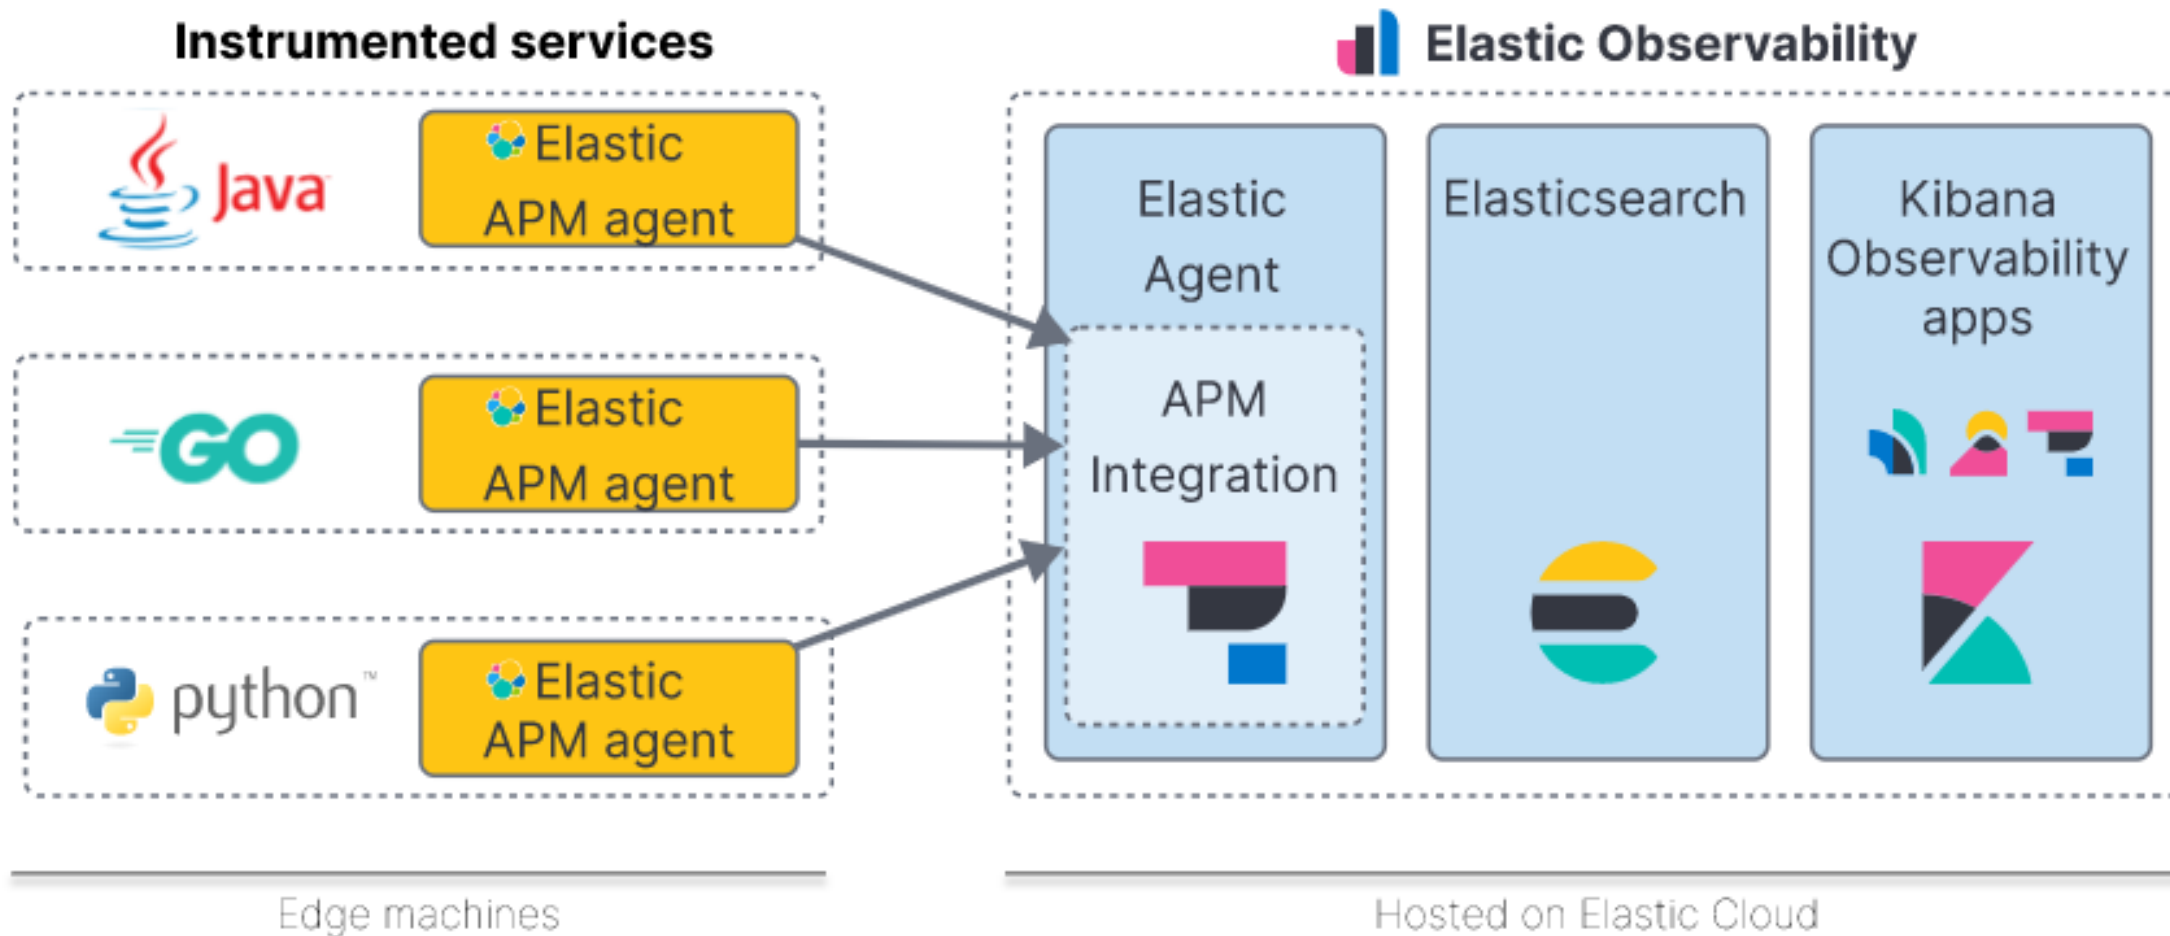 Instrumented services
Elastic Observability
Java
Elastic
APM agent
GO
Elastic
APM agent
python™
Elastic
APM agent
Elastic
Agent
APM
Integration
Elasticsearch
Kibana
Observability
apps
Edge machines
Hosted on Elastic Cloud